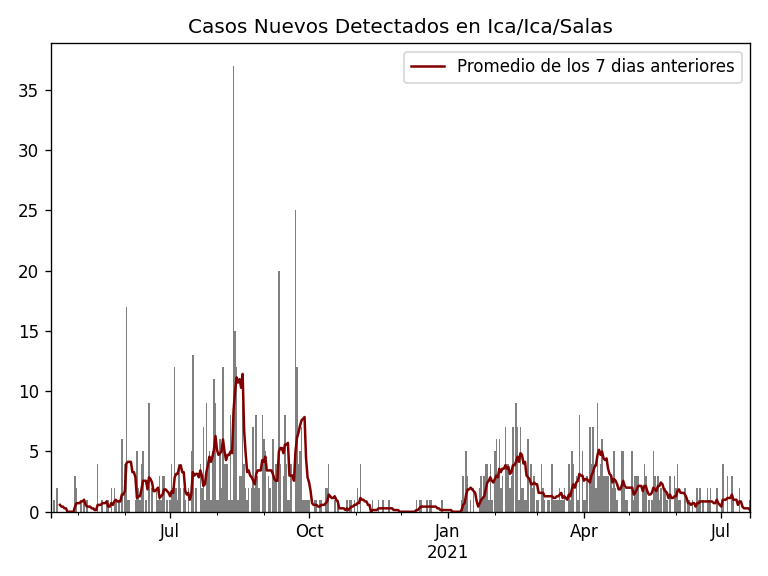 Casos Nuevos Detectados en Ica/Ica/Salas
Promedio de los 7 dias anteriores
35
30
25
20
15
10
5
0
Jul
Oct
Jan
2021
Apr
Jul